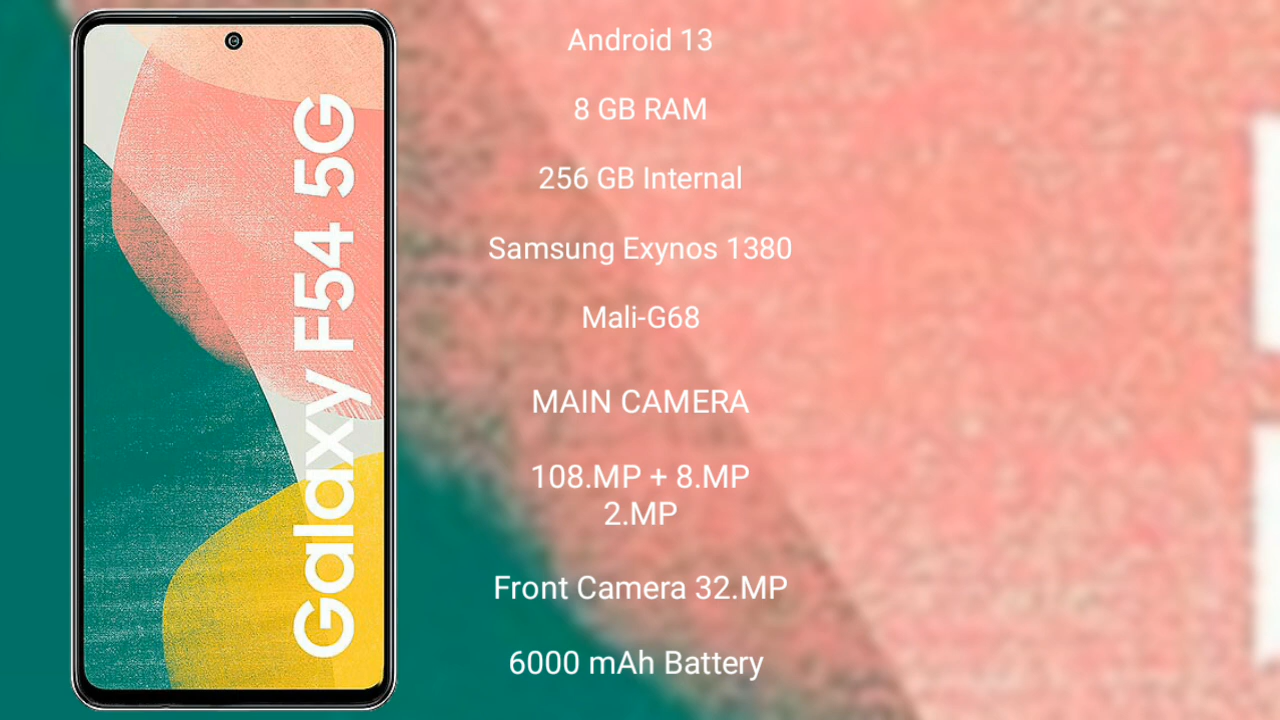 Galaxy F54 5G
Android 13
8 GB RAM
256 GB Internal
Samsung Exynos 1380
Mali-G68
MAIN CAMERA
108.MP + 8.MP
2.MP
Front Camera 32.MP
6000 mAh Battery